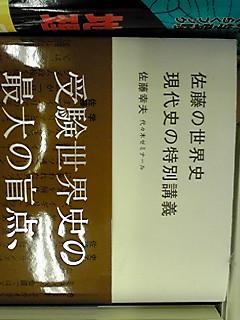 佐藤の世界史
現代史の特別講義
佐藤幸夫 代々木ゼミナール
受験世界史の
最大の盲点、